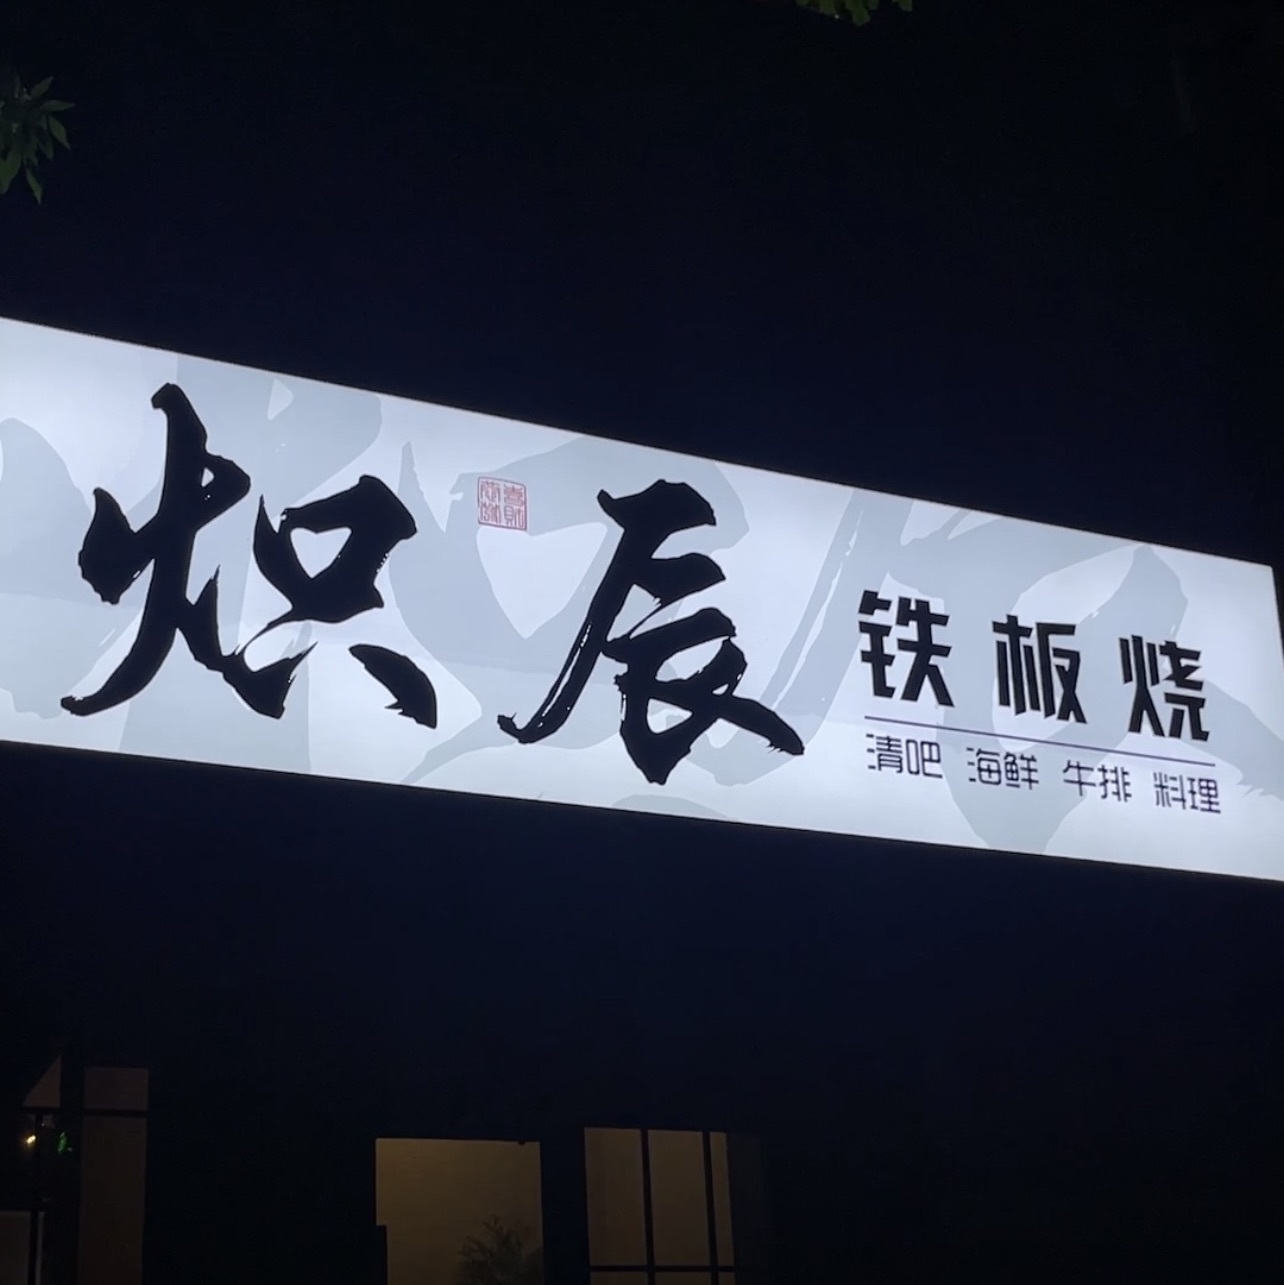 炽辰
铁板烧
清吧 海鲜 牛排 料理